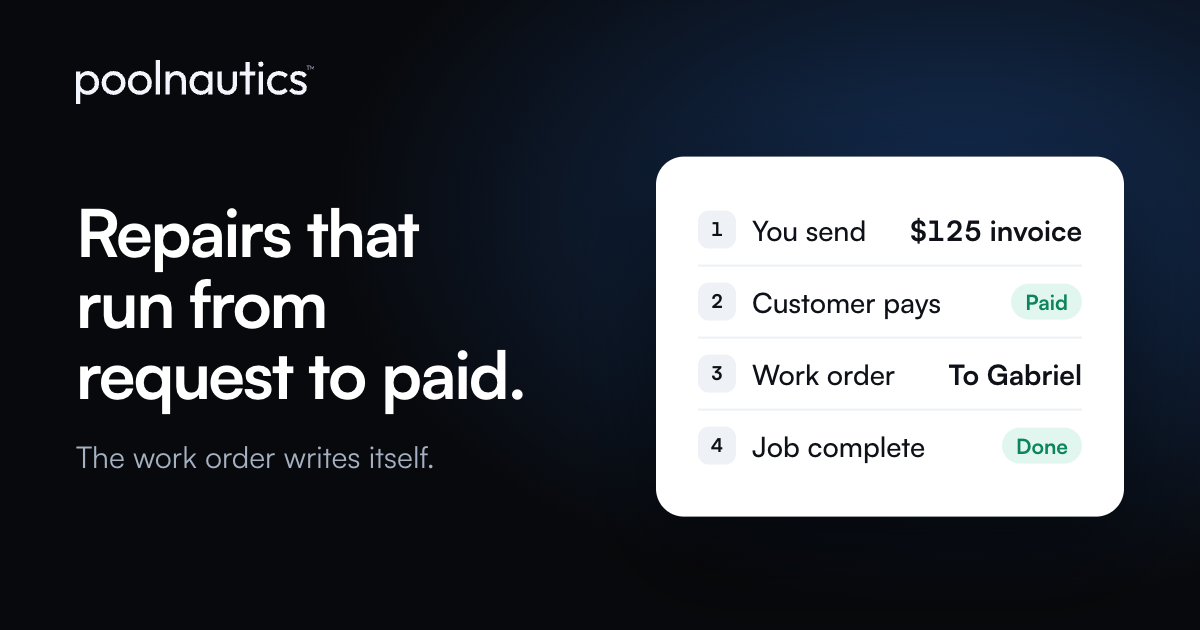 poolnautics™
Repairs that
run from
request to paid.
The work order writes itself.
1 You send $125 invoice
2 Customer pays Paid
3 Work order To Gabriel
4 Job complete Done